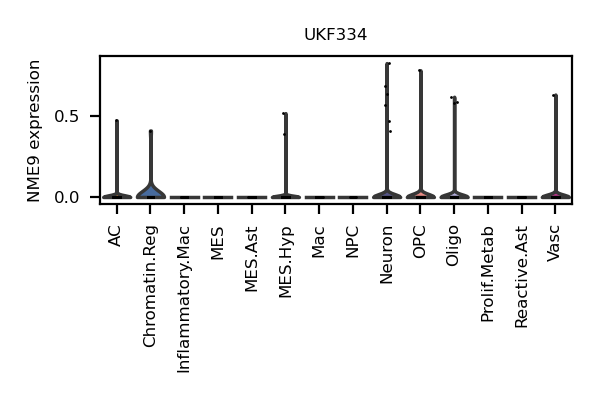 UKF334
NME9 expression
0.5
0.0
AC
Chromatin.Reg
Inflammatory.Mac
MES
MES.Ast
MES.Hyp
Mac
NPC
Neuron
OPC
Oligo
Prolif.Metab
Reactive.Ast
Vasc